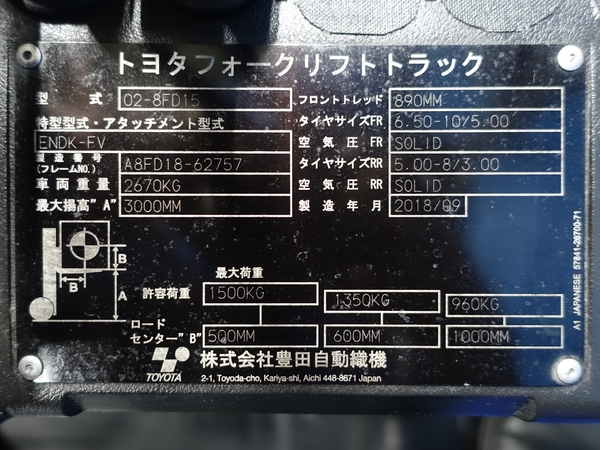 トヨタフォークリフトトラック
型 式 02-8FD15 フロントトレッド 890MM
特型型式・アタッチメント型式 タイヤサイズFR 6.50-10/5.00
ENDK-FV 空 気 圧 FR SOLID
製 造 番 号
(フレームNO.) A8FD18-62757 タイヤサイズRR 5.00-8/3.00
車 両 重 量 2670KG 空 気 圧 RR SOLID
最大揚高"A" 3000MM 製 造 年 月 2018/09
B
B
A
最大荷重
許容荷重 1500KG 1350KG 960KG
ロード
センター"B" 500MM 600MM 1000MM
TOYOTA 株式会社豊田自動織機
2-1, Toyoda-cho, Kariya-shi, Aichi 448-8671 Japan
A1 JAPANESE 57841-26700-71